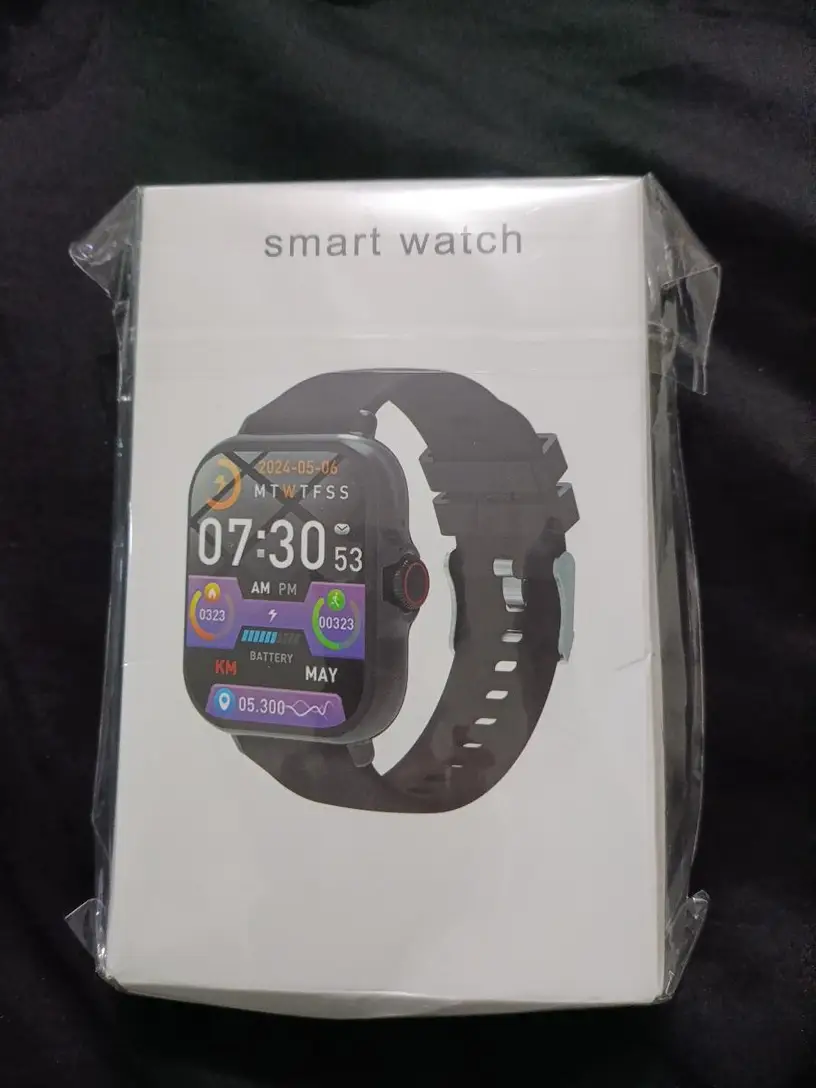 smart watch
2024-05-06
MTWTFSS
07:30 53
AM PM
0323
00323
BATTERY
KM
MAY
05.300